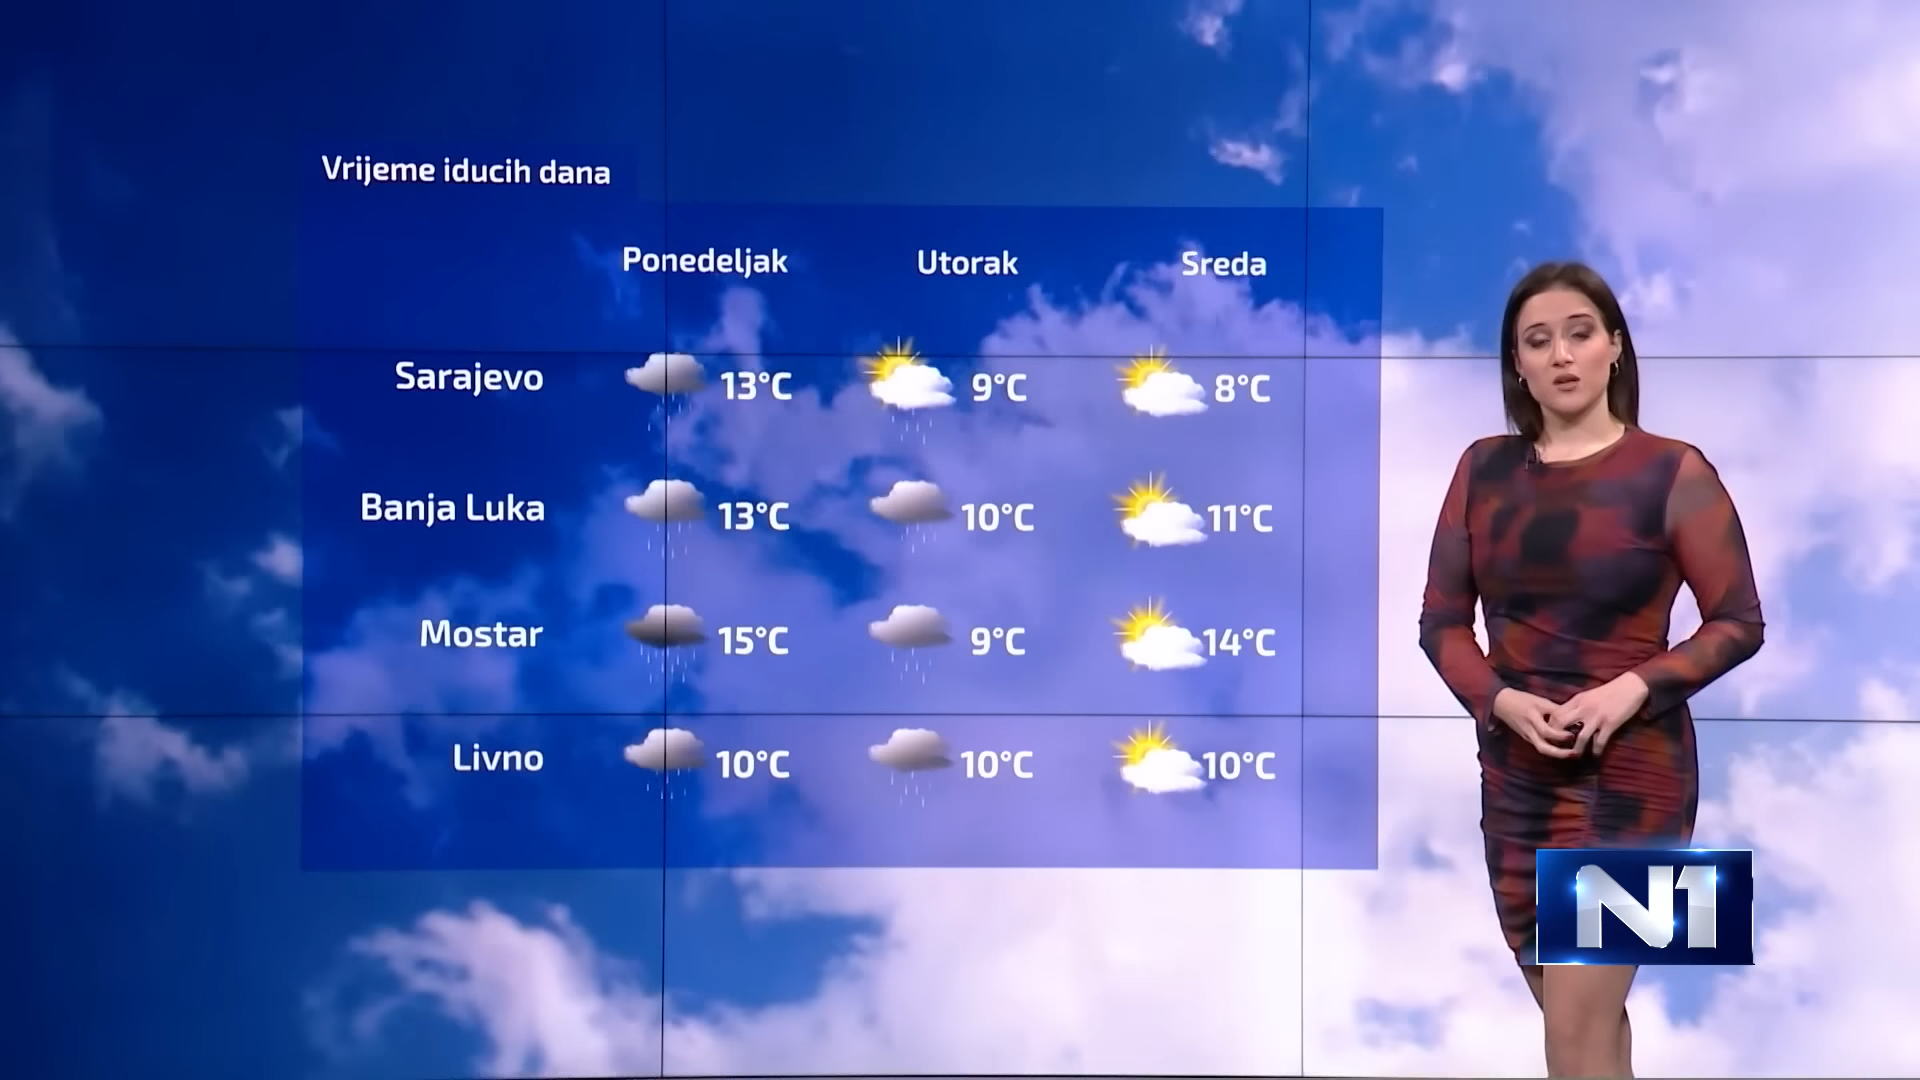 Vrijeme iducih dana
Ponedeljak Utorak Sreda
Sarajevo 13°C 9°C 8°C
Banja Luka 13°C 10°C 11°C
Mostar 15°C 9°C 14°C
Livno 10°C 10°C 10°C
N1